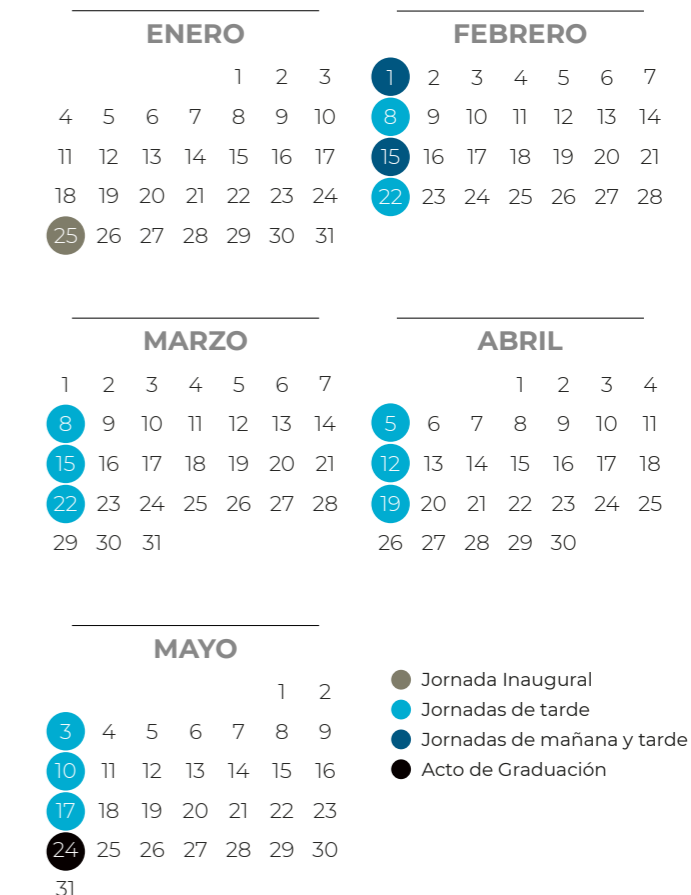 ENERO
1 2 3
4 5 6 7 8 9 10
11 12 13 14 15 16 17
18 19 20 21 22 23 24
25 26 27 28 29 30 31
FEBRERO
1 2 3 4 5 6 7
8 9 10 11 12 13 14
15 16 17 18 19 20 21
22 23 24 25 26 27 28
MARZO
1 2 3 4 5 6 7
8 9 10 11 12 13 14
15 16 17 18 19 20 21
22 23 24 25 26 27 28
29 30 31
ABRIL
1 2 3 4
5 6 7 8 9 10 11
12 13 14 15 16 17 18
19 20 21 22 23 24 25
26 27 28 29 30
MAYO
1 2
3 4 5 6 7 8 9
10 11 12 13 14 15 16
17 18 19 20 21 22 23
24 25 26 27 28 29 30
31
Jornada Inaugural
Jornadas de tarde
Jornadas de mañana y tarde
Acto de Graduación